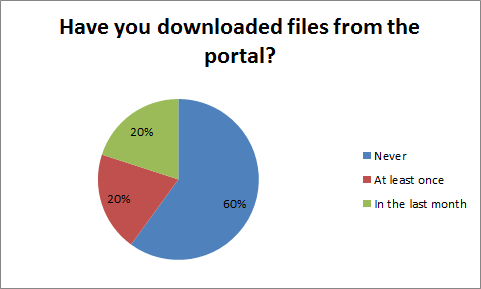 Have you downloaded files from the
portal?
20%
20%
60%
Never
At least once
In the last month